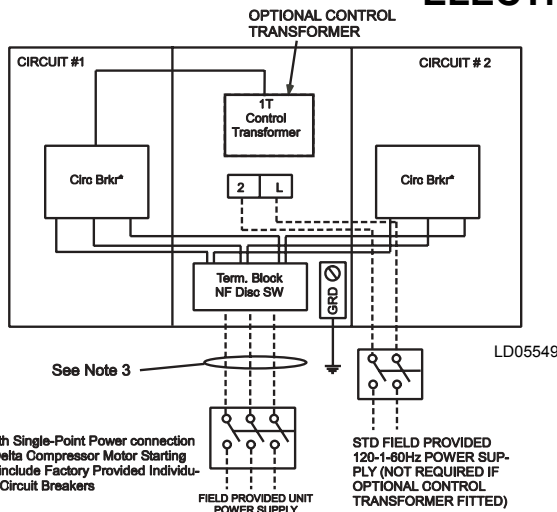 OPTIONAL CONTROL
TRANSFORMER
CIRCUIT #1
CIRCUIT # 2
1T
Control
Transformer
Circ Brkr*
Circ Brkr*
2 L
Term. Block
NF Disc SW
GRD
LD05549
See Note 3
Single-Point Power connection
Compressor Motor Starting
include Factory Provided
Circuit Breakers
STD FIELD PROVIDED
120-1-60Hz POWER SUP-
PLY (NOT REQUIRED IF
OPTIONAL CONTROL
TRANSFORMER FITTED)
FIELD PROVIDED UNIT
POWER SUPPLY